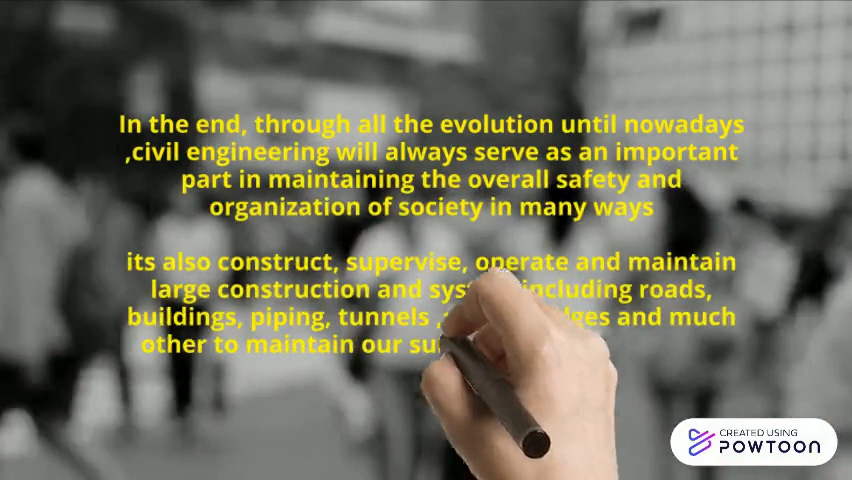 In the end, through all the evolution until nowadays
,civil engineering will always serve as an important
part in maintaining the overall safety and
organization of society in many ways
its also construct, supervise, operate and maintain
large construction and including roads,
buildings, piping, tunnels , and much
other to maintain our
CREATED USING
POWTOON